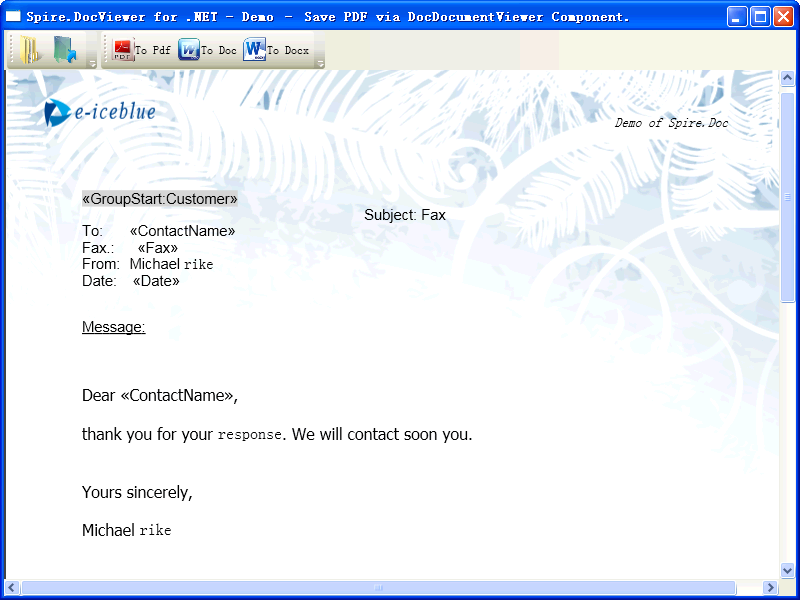 Spire.DocViewer for .NET - Demo - Save PDF via DocDocumentViewer Component.
PDF To Pdf W To Doc W To Docx
e-iceblue
Demo of Spire.Doc
«GroupStart:Customer»
Subject: Fax
To: «ContactName»
Fax.: «Fax»
From: Michael rike
Date: «Date»
Message:
Dear «ContactName»,
thank you for your response. We will contact soon you.
Yours sincerely,
Michael rike